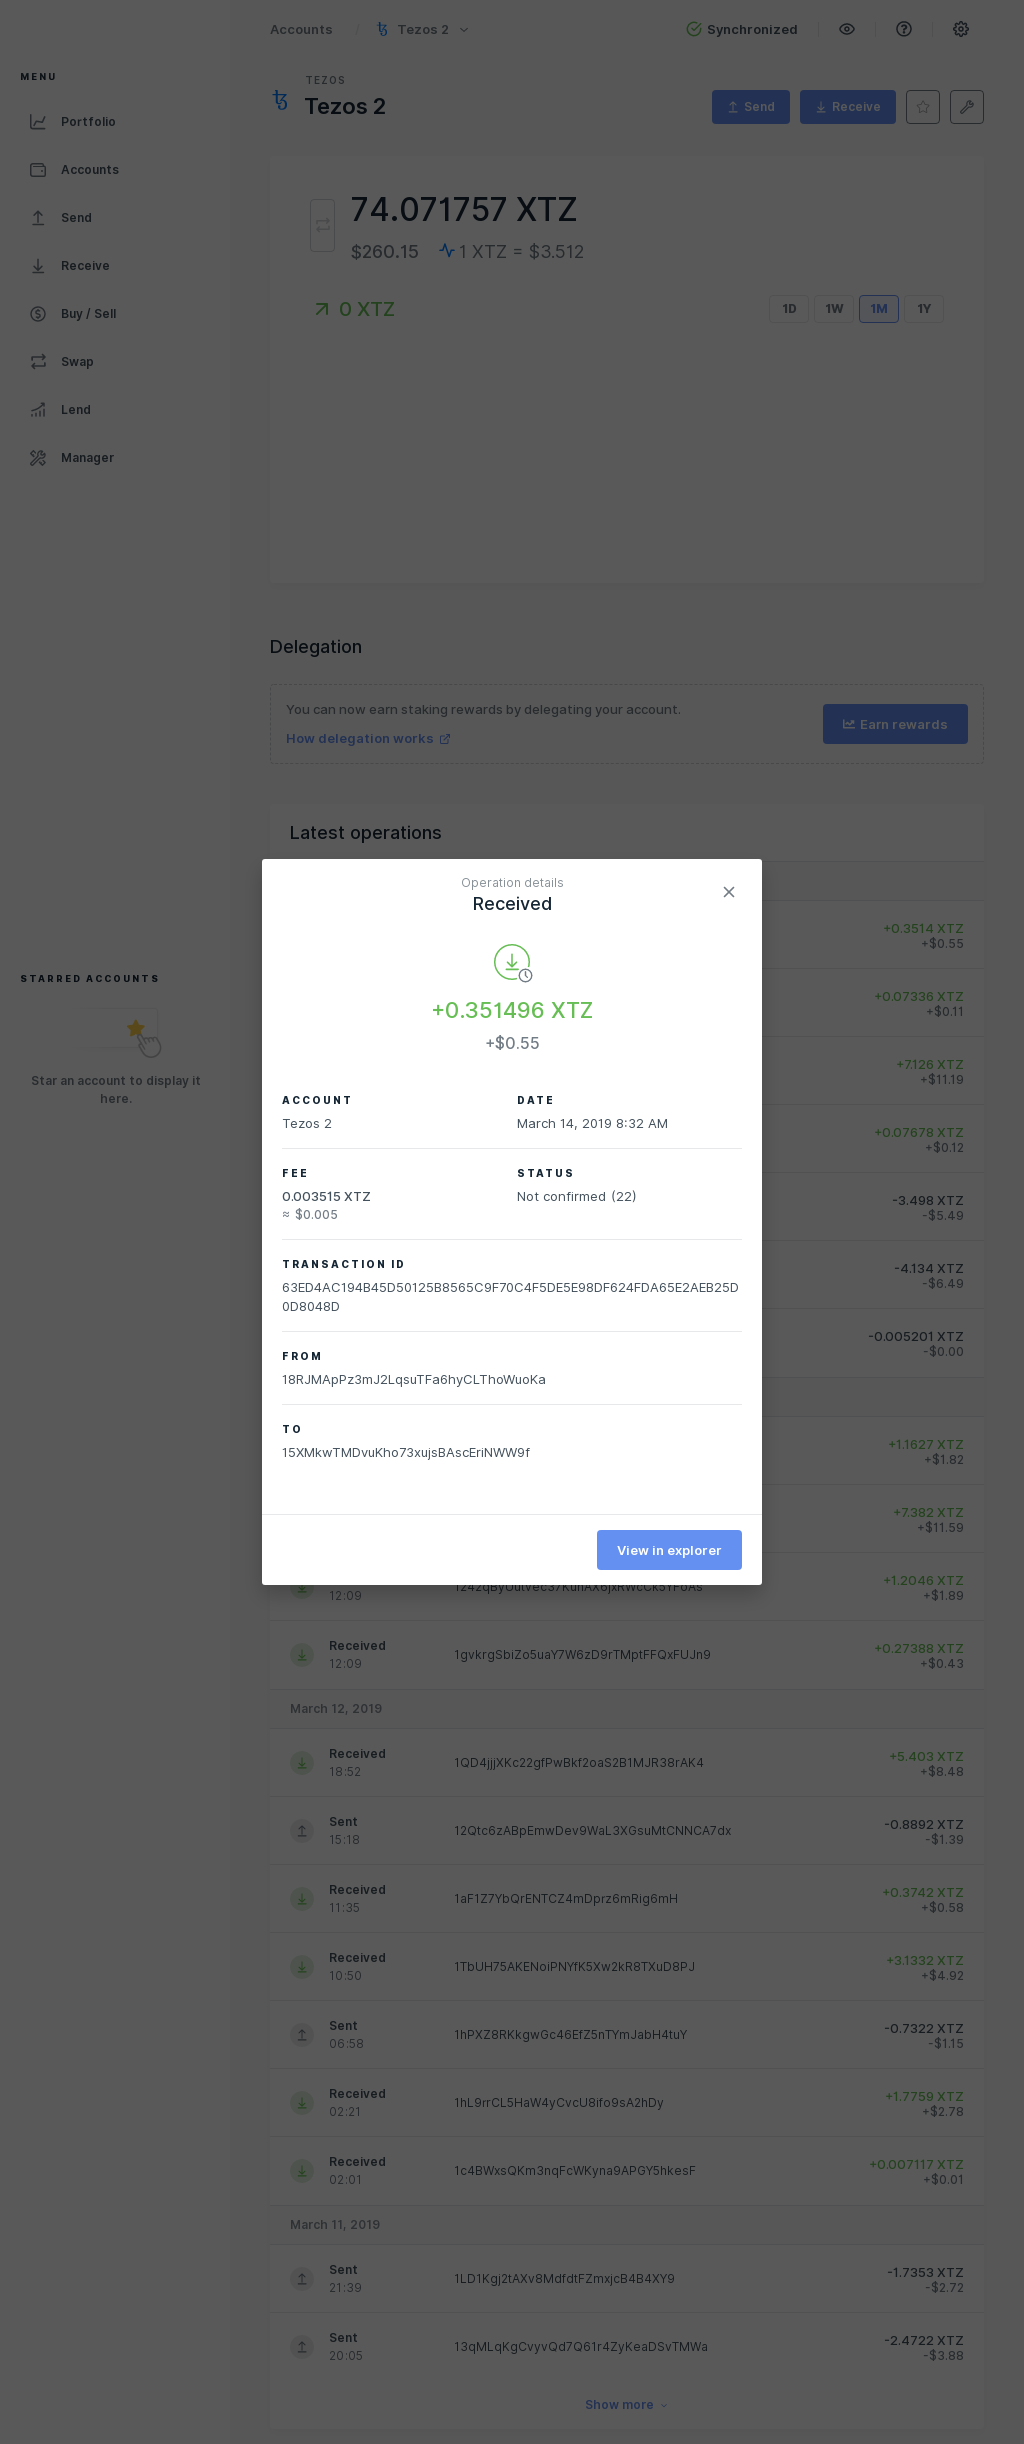 Accounts / Tezos 2
Synchronized
MENU
Portfolio
Accounts
Send
Receive
Buy / Sell
Swap
Lend
Manager
STARRED ACCOUNTS
Star an account to display it
here.
TEZOS
Tezos 2
Send
Receive
74.071757 XTZ
$260.15 1 XTZ = $3.512
0 XTZ
1D 1W 1M 1Y
Delegation
You can now earn staking rewards by delegating your account.
How delegation works
Earn rewards
Latest operations
+0.3514 XTZ
+$0.55
+0.07336 XTZ
+$0.11
+7.126 XTZ
+$11.19
+0.07678 XTZ
+$0.12
-3.498 XTZ
-$5.49
-4.134 XTZ
-$6.49
-0.005201 XTZ
-$0.00
+1.1627 XTZ
+$1.82
+7.382 XTZ
+$11.59
Operation details
Received
+0.351496 XTZ
+$0.55
ACCOUNT
Tezos 2
DATE
March 14, 2019 8:32 AM
FEE
0.003515 XTZ
≈ $0.005
STATUS
Not confirmed (22)
TRANSACTION ID
63ED4AC194B45D50125B8565C9F70C4F5DE5E98DF624FDA65E2AEB25D
0D8048D
FROM
18RJMApPz3mJ2LqsuTFa6hyCLThoWuoKa
TO
15XMkwTMDvuKho73xujsBAscEriNWW9f
View in explorer
12:09
+1.2046 XTZ
+$1.89
Received
12:09
1gvkrgSbiZo5uaY7W6zD9rTMptFFQxFUJn9
+0.27388 XTZ
+$0.43
March 12, 2019
Received
18:52
1QD4jjjXKc22gfPwBkf2oaS2B1MJR38rAK4
+5.403 XTZ
+$8.48
Sent
15:18
12Qtc6zABpEmwDev9WaL3XGsuMtCNNCA7dx
-0.8892 XTZ
-$1.39
Received
11:35
1aF1Z7YbQrENTCZ4mDprz6mRig6mH
+0.3742 XTZ
+$0.58
Received
10:50
1TbUH75AKENoiPNYfK5Xw2kR8TXuD8PJ
+3.1332 XTZ
+$4.92
Sent
06:58
1hPXZ8RKkgwGc46EfZ5nTYmJabH4tuY
-0.7322 XTZ
-$1.15
Received
02:21
1hL9rrCL5HaW4yCvcU8ifo9sA2hDy
+1.7759 XTZ
+$2.78
Received
02:01
1c4BWxsQKm3nqFcWKyna9APGY5hkesF
+0.007117 XTZ
+$0.01
March 11, 2019
Sent
21:39
1LD1Kgj2tAXv8MdfdtFZmxjcB4B4XY9
-1.7353 XTZ
-$2.72
Sent
20:05
13qMLqKgCvyvQd7Q61r4ZyKeaDSvTMWa
-2.4722 XTZ
-$3.88
Show more